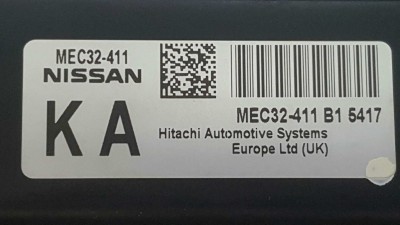 MEC32-411
NISSAN
KA
MEC32-411 B1 5417
Hitachi Automotive Systems
Europe Ltd (UK)